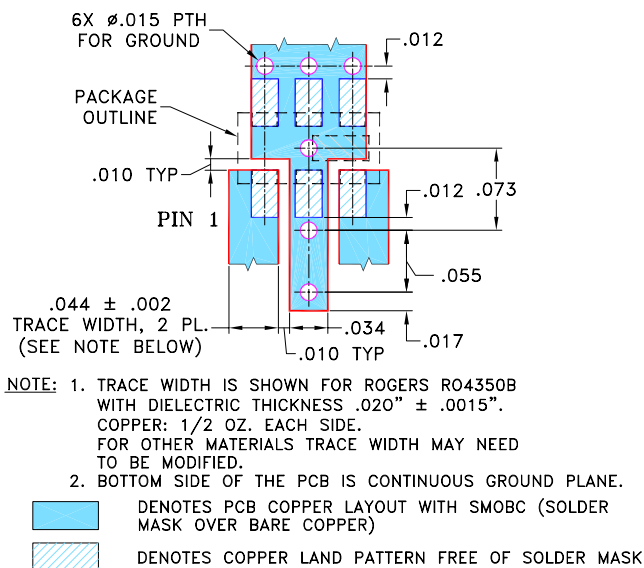 6X ø.015 PTH
FOR GROUND
.012
PACKAGE
OUTLINE
.010 TYP
.012
.073
PIN 1
.055
.044 ± .002
TRACE WIDTH, 2 PL.
(SEE NOTE BELOW)
.034
.010 TYP
.017
NOTE: 1. TRACE WIDTH IS SHOWN FOR ROGERS RO4350B
WITH DIELECTRIC THICKNESS .020" ± .0015".
COPPER: 1/2 OZ. EACH SIDE.
FOR OTHER MATERIALS TRACE WIDTH MAY NEED
TO BE MODIFIED.
2. BOTTOM SIDE OF THE PCB IS CONTINUOUS GROUND PLANE.
DENOTES PCB COPPER LAYOUT WITH SMOBC (SOLDER
MASK OVER BARE COPPER)
DENOTES COPPER LAND PATTERN FREE OF SOLDER MASK